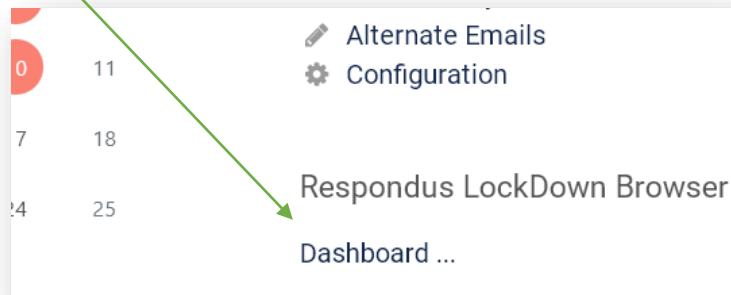 Alternate Emails
0 11
Configuration
7 18
Respondus LockDown Browser
24 25
Dashboard ...